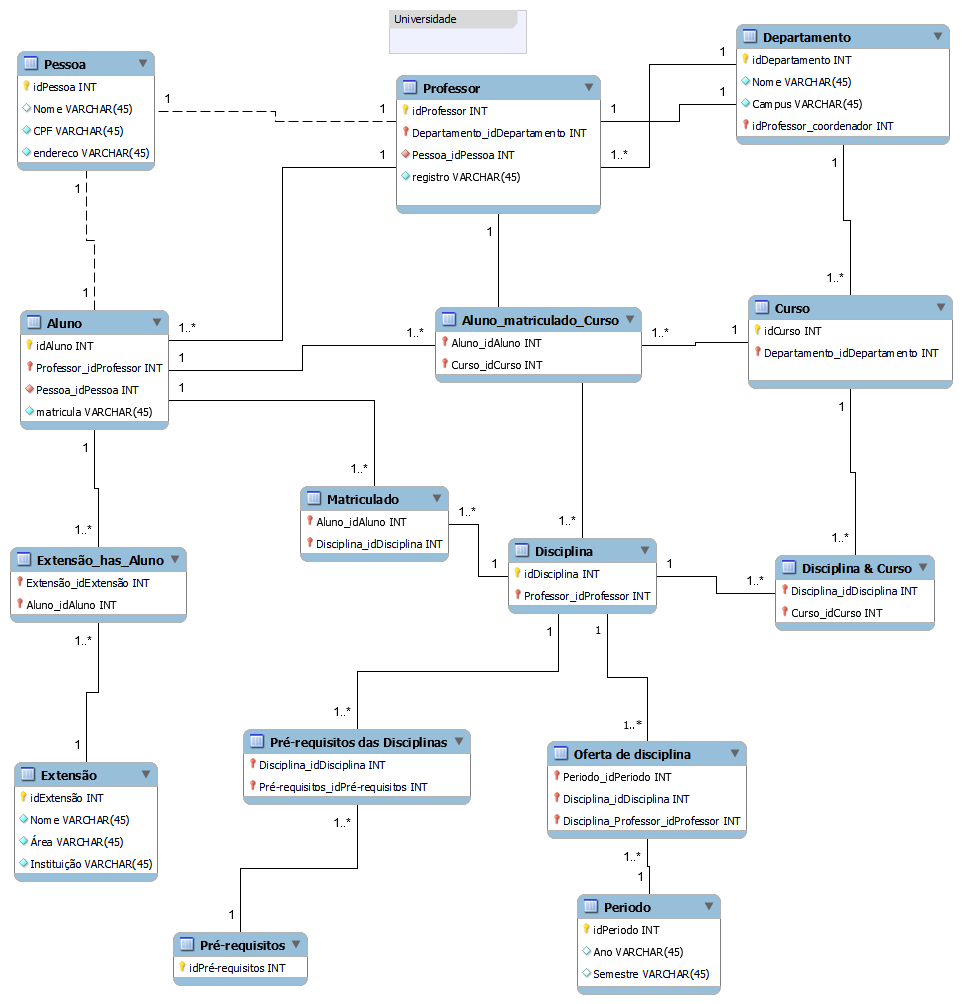 Universidade
Pessoa
idPessoa INT
Nome VARCHAR(45)
CPF VARCHAR(45)
endereco VARCHAR(45)
1
1
1
1
Professor
idProfessor INT
Departamento_idDepartamento INT
Pessoa_idPessoa INT
registro VARCHAR(45)
1
1..*
1
1
1
1
Departamento
idDepartamento INT
Nome VARCHAR(45)
Campus VARCHAR(45)
idProfessor_coordenador INT
1
1..*
Aluno
idAluno INT
Professor_idProfessor INT
Pessoa_idPessoa INT
matricula VARCHAR(45)
1..*
1
1
1
1..*
Aluno_matriculado_Curso
Aluno_idAluno INT
Curso_idCurso INT
1..*
1
Curso
idCurso INT
Departamento_idDepartamento INT
1
1..*
1..*
Matriculado
Aluno_idAluno INT
Disciplina_idDisciplina INT
1..*
1
1..*
Disciplina
idDisciplina INT
Professor_idProfessor INT
1
1..*
Disciplina & Curso
Disciplina_idDisciplina INT
Curso_idCurso INT
1..*
Extensão_has_Aluno
Extensão_idExtensão INT
Aluno_idAluno INT
1..*
1
Extensão
idExtensão INT
Nome VARCHAR(45)
Área VARCHAR(45)
Instituição VARCHAR(45)
1
1
1..*
Pré-requisitos das Disciplinas
Disciplina_idDisciplina INT
Pré-requisitos_idPré-requisitos INT
1..*
1
Pré-requisitos
idPré-requisitos INT
1..*
Oferta de disciplina
Periodo_idPeriodo INT
Disciplina_idDisciplina INT
Disciplina_Professor_idProfessor INT
1..*
1
Periodo
idPeriodo INT
Ano VARCHAR(45)
Semestre VARCHAR(45)